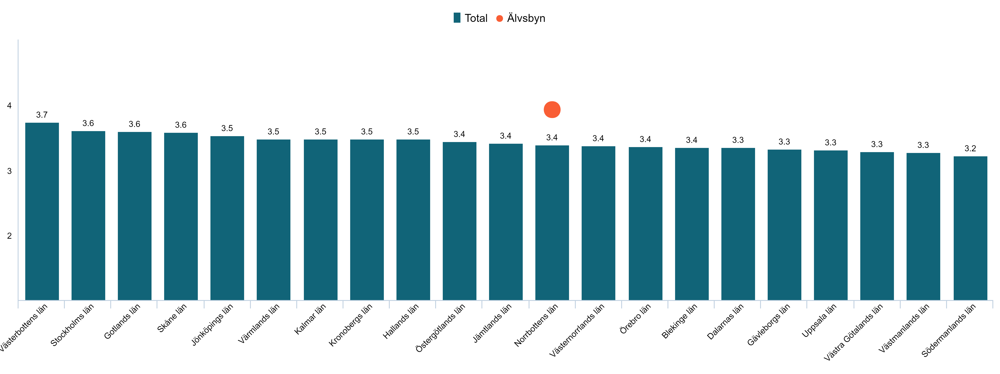 Total Älvsbyn
4
3
2
3.7 3.6 3.6 3.6 3.5 3.5 3.5 3.5 3.5 3.4 3.4 3.4 3.4 3.4 3.4 3.3 3.3 3.3 3.3 3.3 3.2
Västerbottens län
Stockholms län
Gotlands län
Skåne län
Jönköpings län
Värmlands län
Kalmar län
Kronobergs län
Hallands län
Östergötlands län
Jämtlands län
Norrbottens län
Västernorrlands län
Örebro län
Blekinge län
Dalarnas län
Gävleborgs län
Uppsala län
Västra Götalands län
Västmanlands län
Södermanlands län